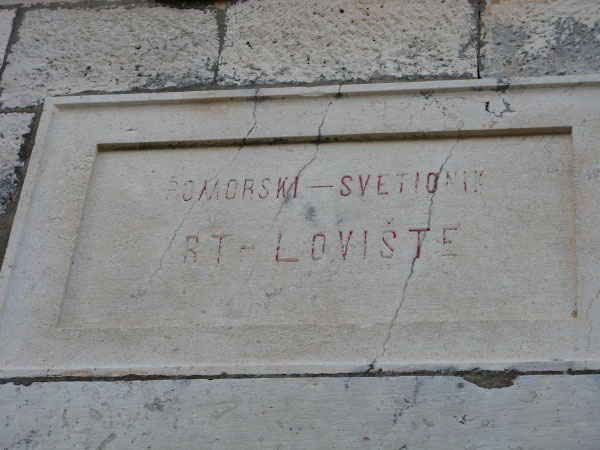 POMORSKI — SVETIONIK
RT - LOVIŠTE